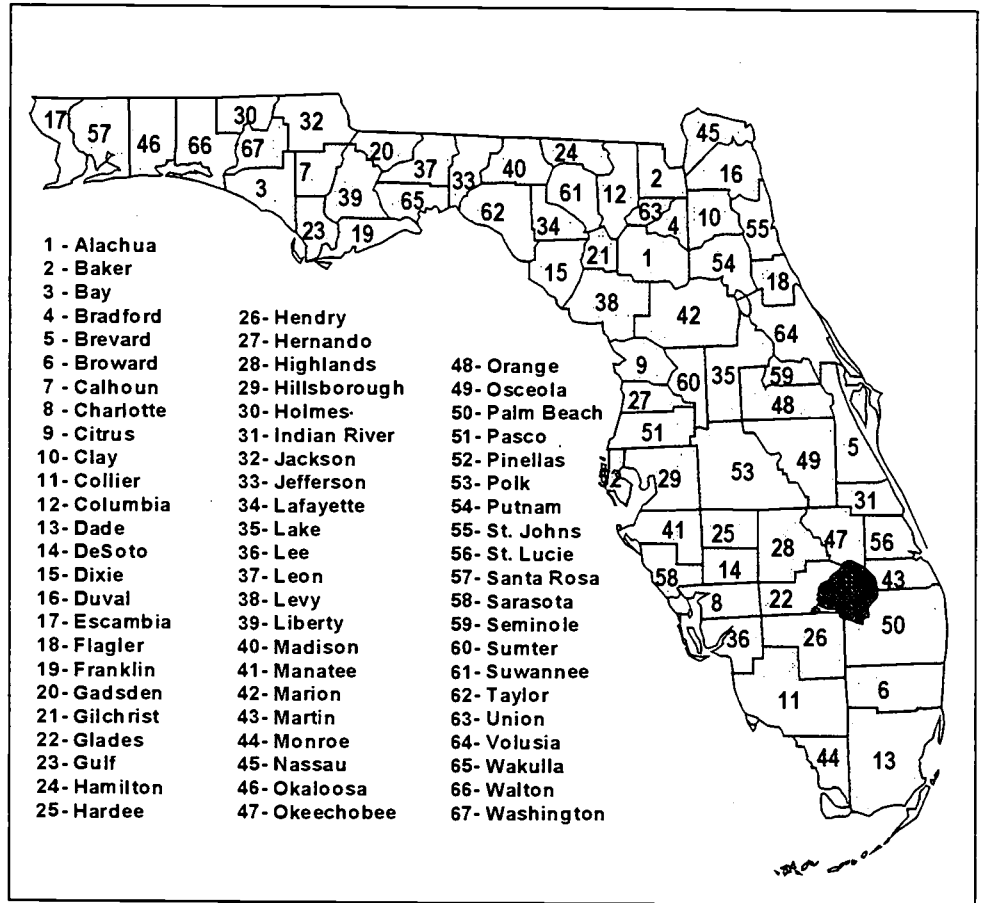 17
57
46
66
30
67
32
3
7
23
39
19
20
37
65
33
40
62
24
34
61
12
15
21
2
63
4
1
45
16
10
55
54
18
38
42
64
9
60
35
59
27
48
51
52
29
53
49
5
31
41
25
28
47
56
58
14
43
8
22
36
26
50
11
6
44
13
1 - Alachua
2 - Baker
3 - Bay
4 - Bradford
5 - Brevard
6 - Broward
7 - Calhoun
8 - Charlotte
9 - Citrus
10- Clay
11- Collier
12- Columbia
13- Dade
14- DeSoto
15- Dixie
16- Duval
17- Escambia
18- Flagler
19- Franklin
20- Gadsden
21- Gilchrist
22- Glades
23- Gulf
24- Hamilton
25- Hardee
26- Hendry
27- Hernando
28- Highlands
29- Hillsborough
30- Holmes
31- Indian River
32- Jackson
33- Jefferson
34- Lafayette
35- Lake
36- Lee
37- Leon
38- Levy
39- Liberty
40- Madison
41- Manatee
42- Marion
43- Martin
44- Monroe
45- Nassau
46- Okaloosa
47- Okeechobee
48- Orange
49- Osceola
50- Palm Beach
51- Pasco
52- Pinellas
53- Polk
54- Putnam
55- St. Johns
56- St. Lucie
57- Santa Rosa
58- Sarasota
59- Seminole
60- Sumter
61- Suwannee
62- Taylor
63- Union
64- Volusia
65- Wakulla
66- Walton
67- Washington